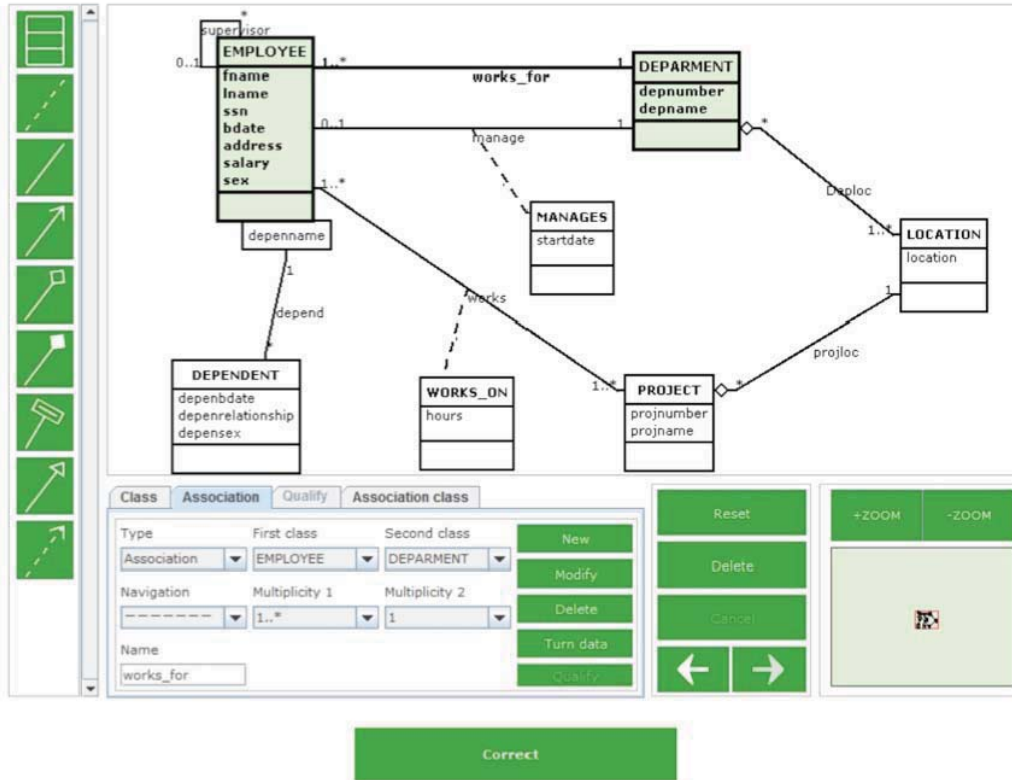 *
supervisor
0..1
EMPLOYEE
fname
lname
ssn
bdate
address
salary
sex
1..*
works_for
1
DEPARMENT
depnumber
depname
0..1
manage
1
*
Deploc
1..*
LOCATION
location
1
MANAGES
startdate
1..*
depenname
1
depend
*
works
projloc
DEPENDENT
depenbdate
depenrelationship
depensex
WORKS_ON
hours
1..*
PROJECT
projnumber
projname
*
Class Association Qualify Association class
Type First class Second class
Association EMPLOYEE DEPARMENT
Navigation Multiplicity 1 Multiplicity 2
------- 1..* 1
Name
works_for
New
Modify
Delete
Turn data
Qualify
Reset
Delete
Cancel
+ZOOM -ZOOM
Correct